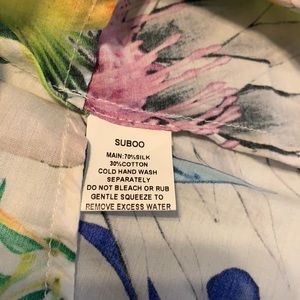 SUBOO
MAIN:70%SILK
30%COTTON
COLD HAND WASH
SEPARATELY
DO NOT BLEACH OR RUB
GENTLE SQUEEZE TO
REMOVE EXCESS WATER